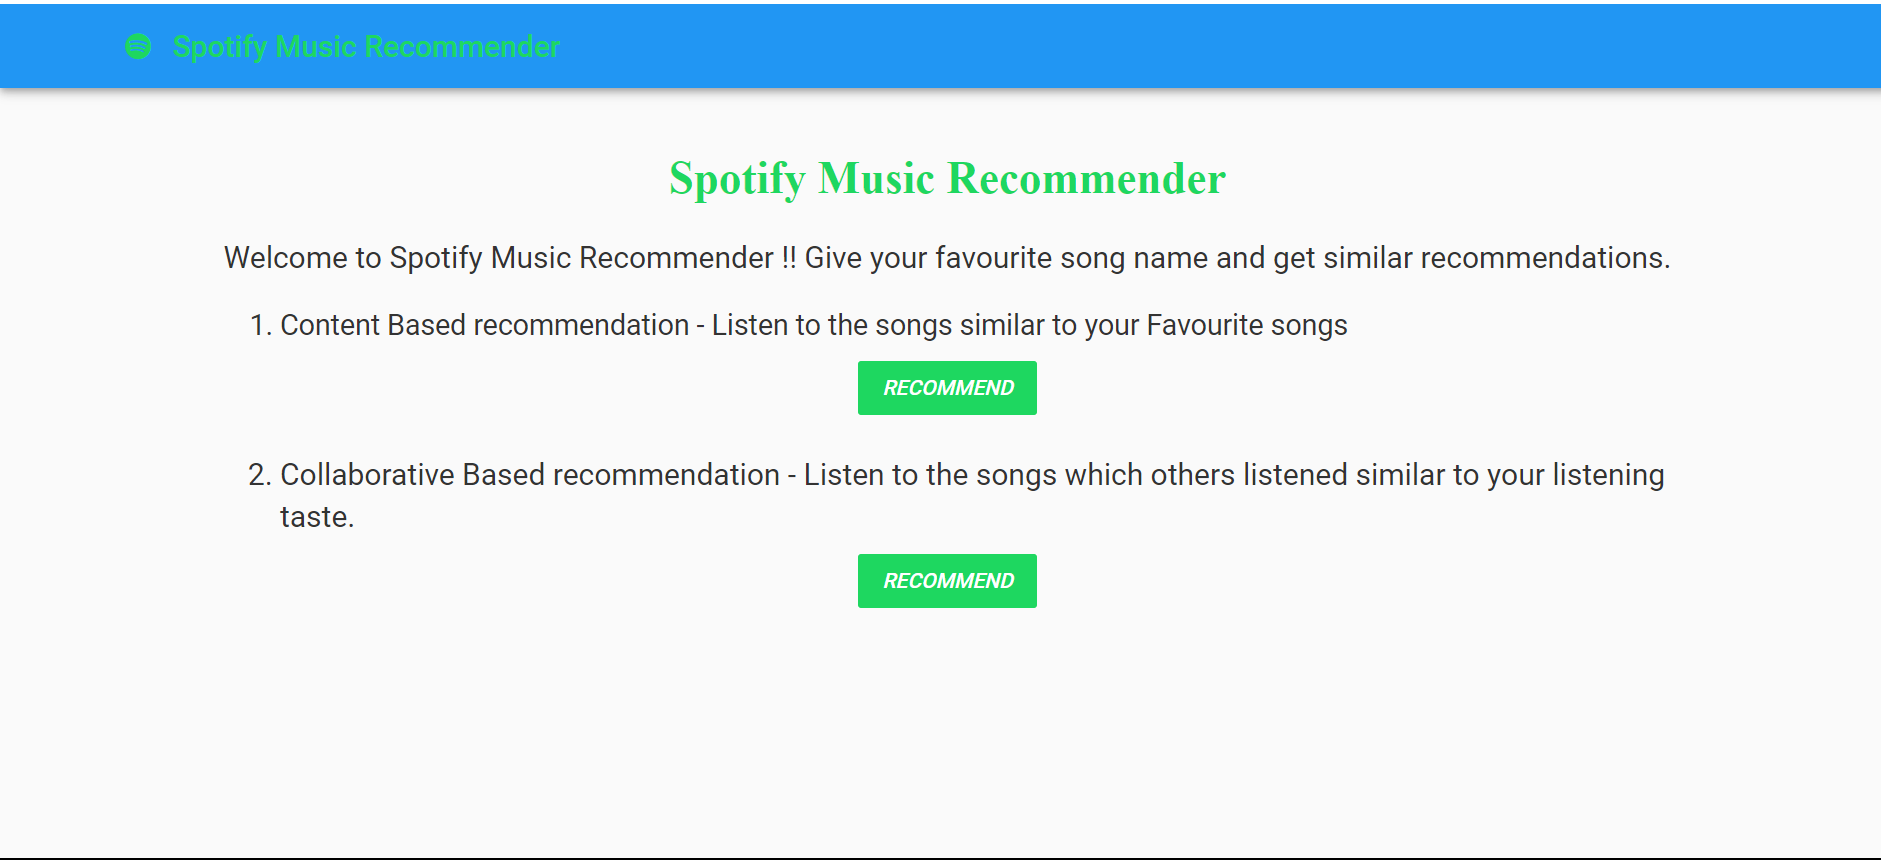 Spotify Music Recommender
Spotify Music Recommender
Welcome to Spotify Music Recommender !! Give your favourite song name and get similar recommendations.
1. Content Based recommendation - Listen to the songs similar to your Favourite songs
RECOMMEND
2. Collaborative Based recommendation - Listen to the songs which others listened similar to your listening
taste.
RECOMMEND